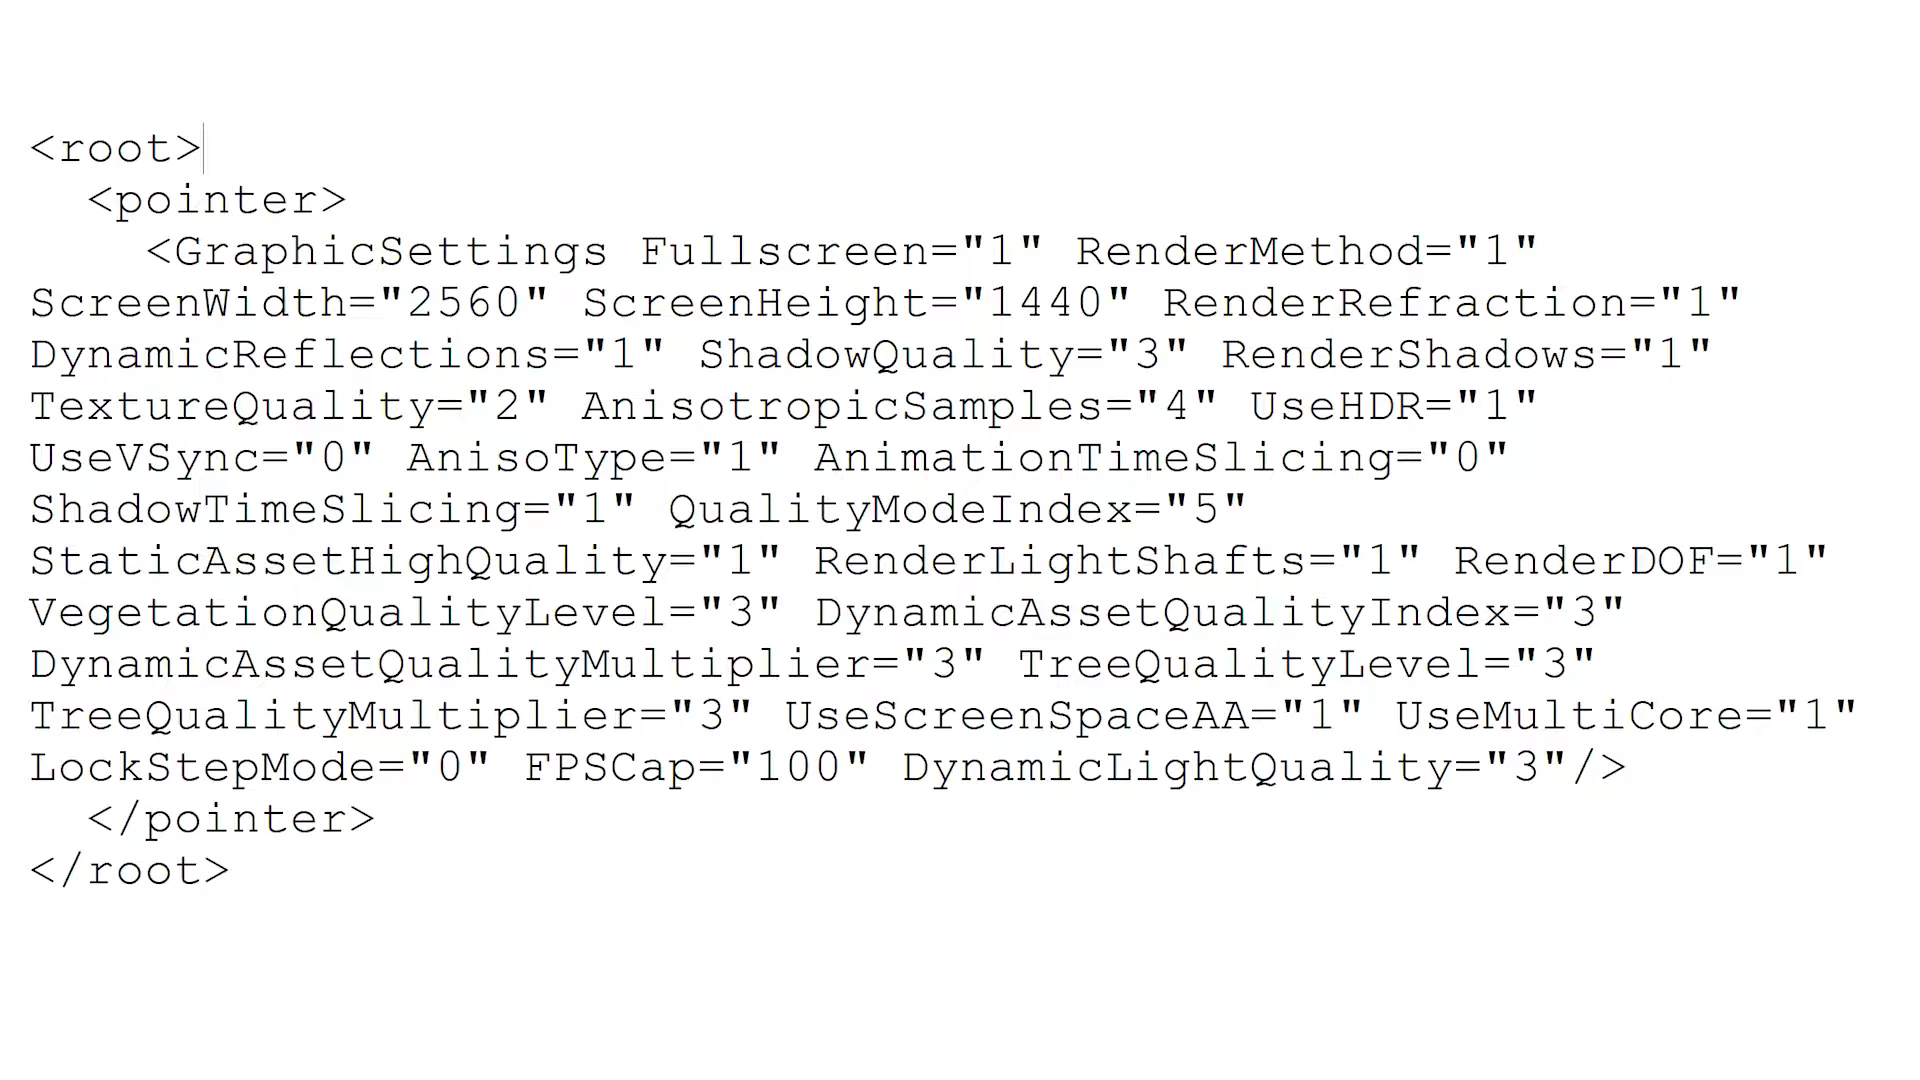 <root>
<pointer>
<GraphicSettings Fullscreen="1" RenderMethod="1"
ScreenWidth="2560" ScreenHeight="1440" RenderRefraction="1"
DynamicReflections="1" ShadowQuality="3" RenderShadows="1"
TextureQuality="2" AnisotropicSamples="4" UseHDR="1"
UseVSync="0" AnisoType="1" AnimationTimeSlicing="0"
ShadowTimeSlicing="1" QualityModeIndex="5"
StaticAssetHighQuality="1" RenderLightShafts="1" RenderDOF="1"
VegetationQualityLevel="3" DynamicAssetQualityIndex="3"
DynamicAssetQualityMultiplier="3" TreeQualityLevel="3"
TreeQualityMultiplier="3" UseScreenSpaceAA="1" UseMultiCore="1"
LockStepMode="0" FPSCap="100" DynamicLightQuality="3"/>
</pointer>
</root>